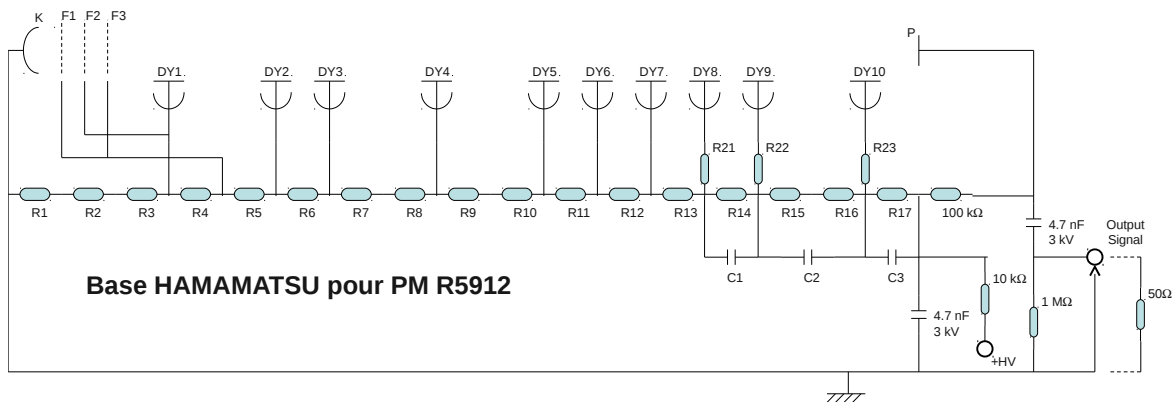 K F1 F2 F3
P
DY1 DY2 DY3 DY4 DY5 DY6 DY7 DY8 DY9 DY10
R21 R22 R23
R1 R2 R3 R4 R5 R6 R7 R8 R9 R10 R11 R12 R13 R14 R15 R16 R17 100 kΩ
4.7 nF
3 kV
Output
Signal
C1 C2 C3
Base HAMAMATSU pour PM R5912
10 kΩ
1 MΩ
50Ω
4.7 nF
3 kV
+HV